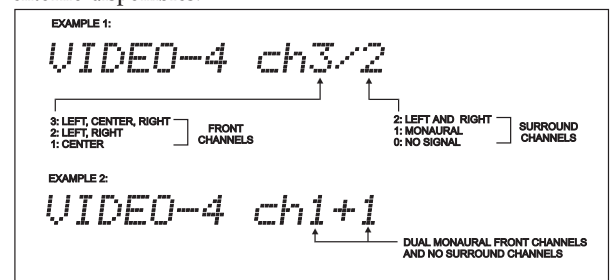 EXAMPLE 1:
VIDEO-4 ch3/2
3: LEFT, CENTER, RIGHT
2: LEFT, RIGHT
1: CENTER
FRONT
CHANNELS
2: LEFT AND RIGHT
1: MONAURAL
0: NO SIGNAL
SURROUND
CHANNELS
EXAMPLE 2:
VIDEO-4 ch1+1
DUAL MONAURAL FRONT CHANNELS
AND NO SURROUND CHANNELS